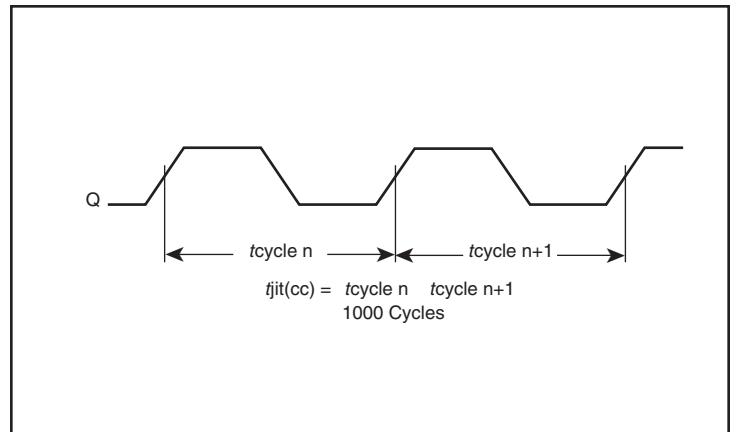 Q
tcycle n
tcycle n+1
tjit(cc) = tcycle n tcycle n+1
1000 Cycles